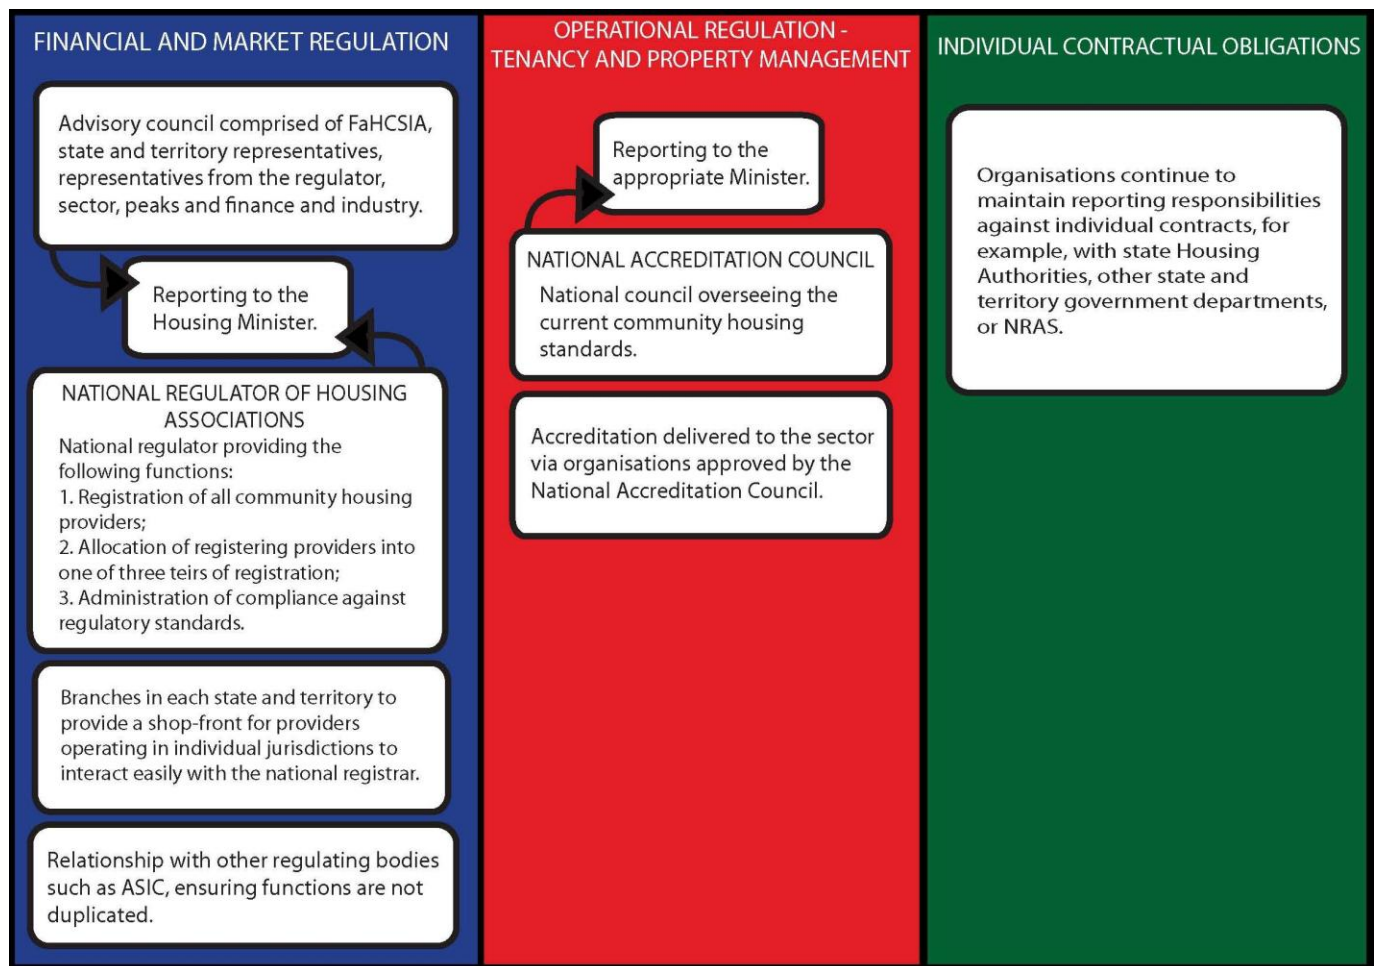 FINANCIAL AND MARKET REGULATION
Advisory council comprised of FaHCSIA,
state and territory representatives,
representatives from the regulator,
sector, peaks and finance and industry.
Reporting to the
Housing Minister.
NATIONAL REGULATOR OF HOUSING
ASSOCIATIONS
National regulator providing the
following functions:
1. Registration of all community housing
providers;
2. Allocation of registering providers into
one of three teirs of registration;
3. Administration of compliance against
regulatory standards.
Branches in each state and territory to
provide a shop-front for providers
operating in individual jurisdictions to
interact easily with the national registrar.
Relationship with other regulating bodies
such as ASIC, ensuring functions are not
duplicated.
OPERATIONAL REGULATION -
TENANCY AND PROPERTY MANAGEMENT
Reporting to the
appropriate Minister.
NATIONAL ACCREDITATION COUNCIL
National council overseeing the
current community housing
standards.
Accreditation delivered to the sector
via organisations approved by the
National Accreditation Council.
INDIVIDUAL CONTRACTUAL OBLIGATIONS
Organisations continue to
maintain reporting responsibilities
against individual contracts, for
example, with state Housing
Authorities, other state and
territory government departments,
or NRAS.